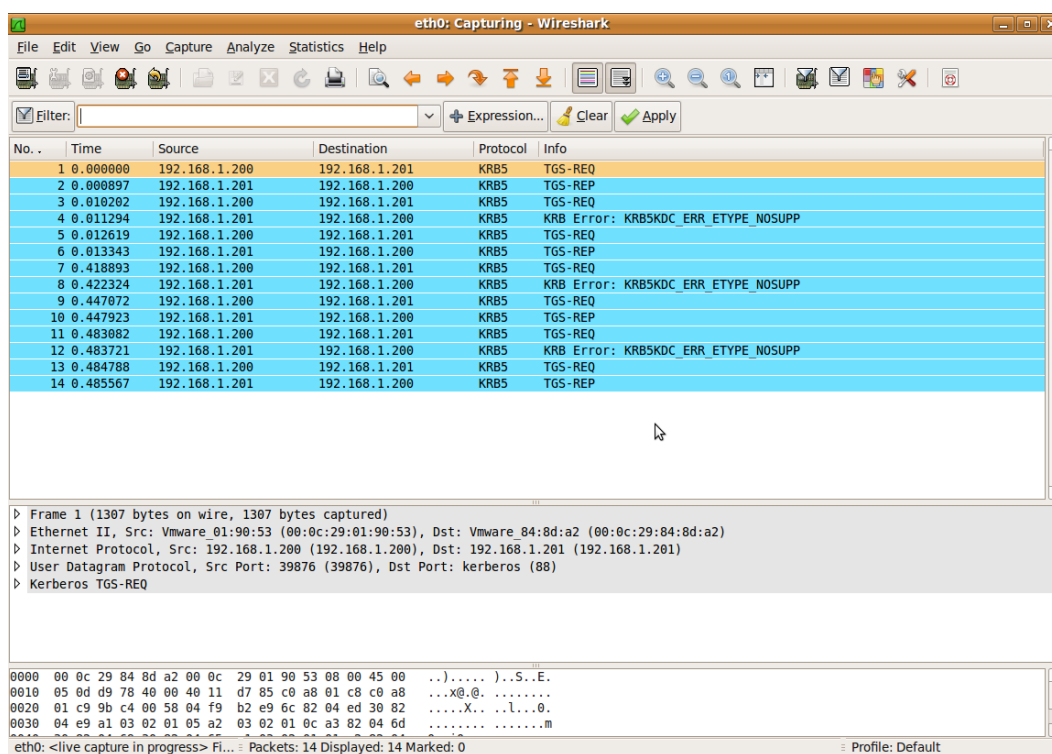 eth0: Capturing - Wireshark
File Edit View Go Capture Analyze Statistics Help
Filter: Expression... Clear Apply
No. . Time Source Destination Protocol Info
1 0.000000 192.168.1.200 192.168.1.201 KRB5 TGS-REQ
2 0.000897 192.168.1.201 192.168.1.200 KRB5 TGS-REP
3 0.010202 192.168.1.200 192.168.1.201 KRB5 TGS-REQ
4 0.011294 192.168.1.201 192.168.1.200 KRB5 KRB Error: KRB5KDC_ERR_ETYPE_NOSUPP
5 0.012619 192.168.1.200 192.168.1.201 KRB5 TGS-REQ
6 0.013343 192.168.1.201 192.168.1.200 KRB5 TGS-REP
7 0.418893 192.168.1.200 192.168.1.201 KRB5 TGS-REQ
8 0.422324 192.168.1.201 192.168.1.200 KRB5 KRB Error: KRB5KDC_ERR_ETYPE_NOSUPP
9 0.447072 192.168.1.200 192.168.1.201 KRB5 TGS-REQ
10 0.447923 192.168.1.201 192.168.1.200 KRB5 TGS-REP
11 0.483082 192.168.1.200 192.168.1.201 KRB5 TGS-REQ
12 0.483721 192.168.1.201 192.168.1.200 KRB5 KRB Error: KRB5KDC_ERR_ETYPE_NOSUPP
13 0.484788 192.168.1.200 192.168.1.201 KRB5 TGS-REQ
14 0.485567 192.168.1.201 192.168.1.200 KRB5 TGS-REP
Frame 1 (1307 bytes on wire, 1307 bytes captured)
Ethernet II, Src: Vmware_01:90:53 (00:0c:29:01:90:53), Dst: Vmware_84:8d:a2 (00:0c:29:84:8d:a2)
Internet Protocol, Src: 192.168.1.200 (192.168.1.200), Dst: 192.168.1.201 (192.168.1.201)
User Datagram Protocol, Src Port: 39876 (39876), Dst Port: kerberos (88)
Kerberos TGS-REQ
0000 00 0c 29 84 8d a2 00 0c 29 01 90 53 08 00 45 00 ..)..... )..S..E.
0010 05 0d d9 78 40 00 40 11 d7 85 c0 a8 01 c8 c0 a8 ...x@.@. ........
0020 01 c9 9b c4 00 58 04 f9 b2 e9 6c 82 04 ed 30 82 .....X.. ..l...0.
0030 04 e9 a1 03 02 01 05 a2 03 02 01 0c a3 82 04 6d ........ .......m
eth0: <live capture in progress> Fi... Packets: 14 Displayed: 14 Marked: 0 Profile: Default